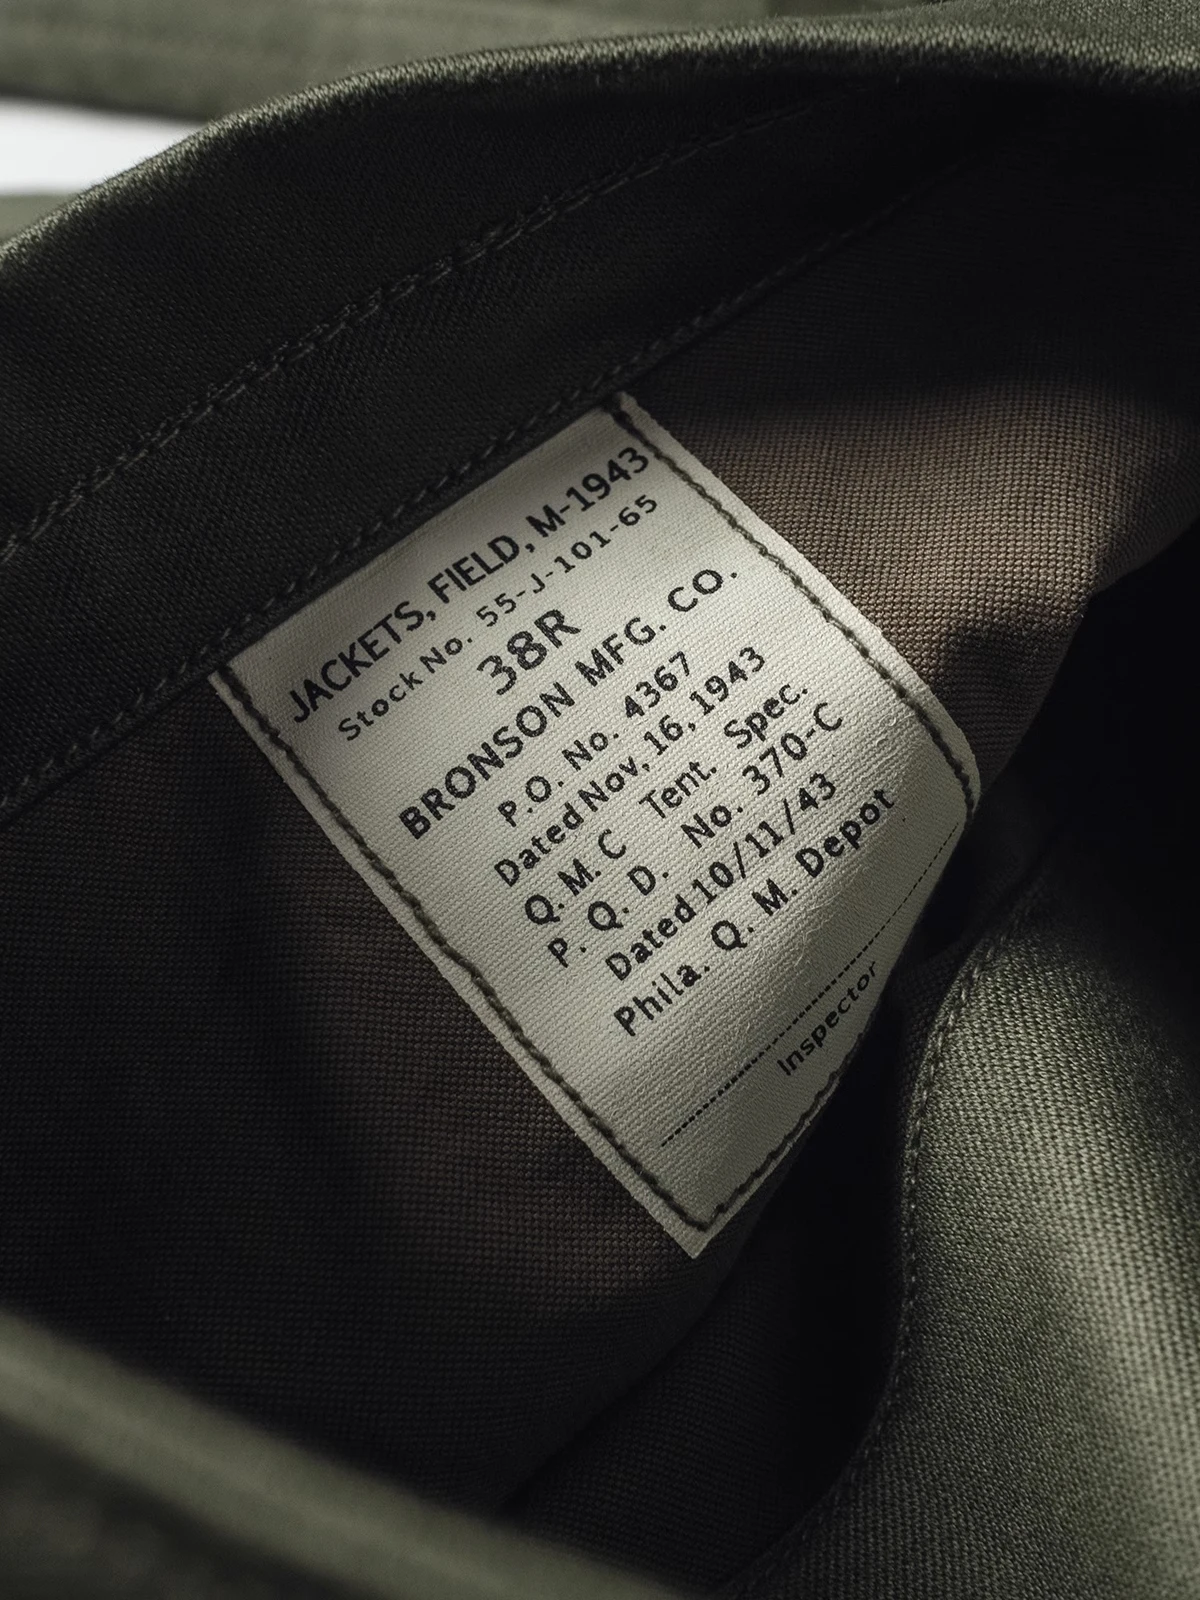 JACKETS, FIELD, M-1943
Stock No. 55-J-101-65
38R
BRONSON MFG. CO.
P.O. No. 4367
Dated Nov, 16, 1943
Q.M.C Tent. Spec.
P. Q. D. No. 370-C
Dated 10/11/43
Phila. Q. M. Depot
Inspector